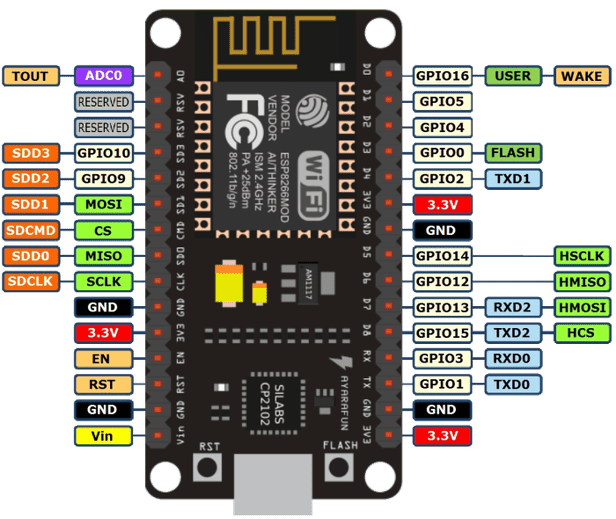 TOUT ADC0
RESERVED
RESERVED
SDD3 GPIO10
SDD2 GPIO9
SDD1 MOSI
SDCMD CS
SDD0 MISO
SDCLK SCLK
GND
3.3V
EN
RST
GND
Vin
A0
RSV
RSV
SD3
SD2
SD1
CMD
SD0
CLK
GND
3V3
EN
RST
GND
Vin
MODEL
VENDOR
ESP8266MOD
AI/THINKER
ISM 2.4GHz
PA +25dBm
802.11b/g/n
FC
Wi Fi
AM1117
SILABS
CP2102
AYARAFUN
RST
FLASH
D0
D1
D2
D3
D4
3V3
GND
D5
D6
D7
D8
RX
TX
GND
3V3
GPIO16 USER WAKE
GPIO5
GPIO4
GPIO0 FLASH
GPIO2 TXD1
3.3V
GND
GPIO14 HSCLK
GPIO12 HMISO
GPIO13 RXD2 HMOSI
GPIO15 TXD2 HCS
GPIO3 RXD0
GPIO1 TXD0
GND
3.3V